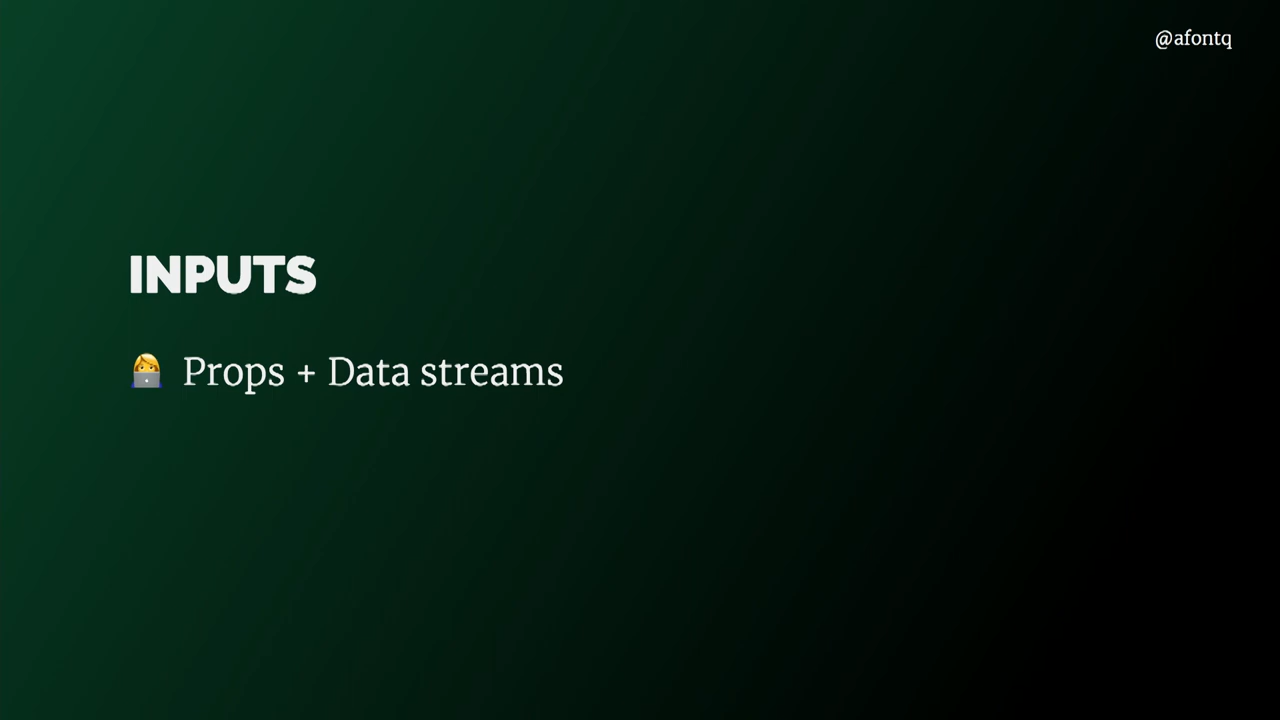 @afontq
INPUTS
👩‍💻 Props + Data streams